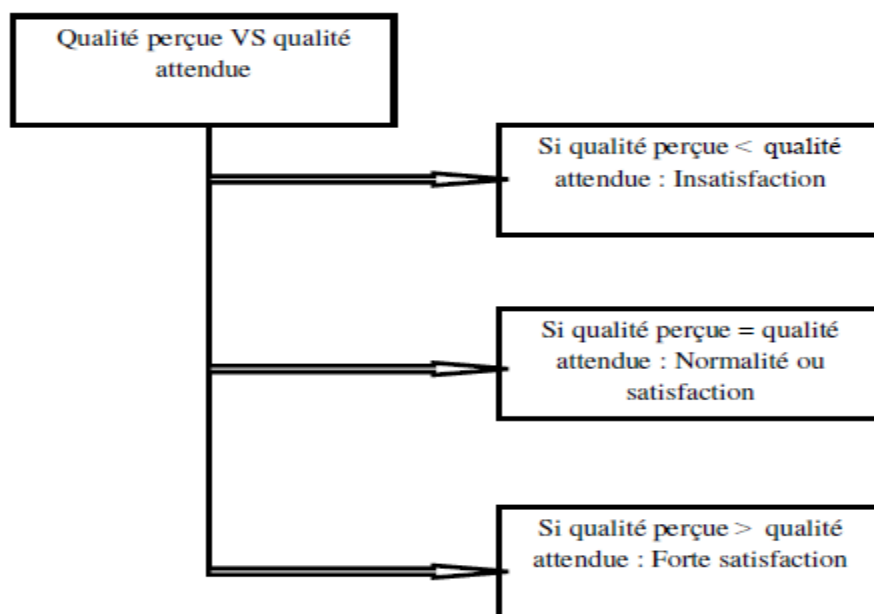 Qualité perçue VS qualité
attendue
Si qualité perçue < qualité
attendue : Insatisfaction
Si qualité perçue = qualité
attendue : Normalité ou
satisfaction
Si qualité perçue > qualité
attendue : Forte satisfaction